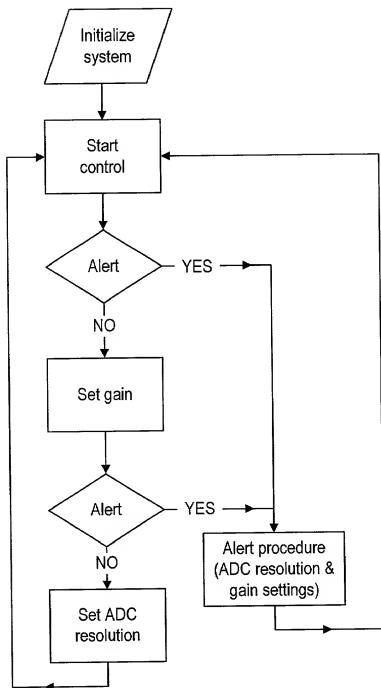 Initialize
system
Start
control
Alert
YES
NO
Set gain
Alert
YES
NO
Alert procedure
(ADC resolution &
gain settings)
Set ADC
resolution